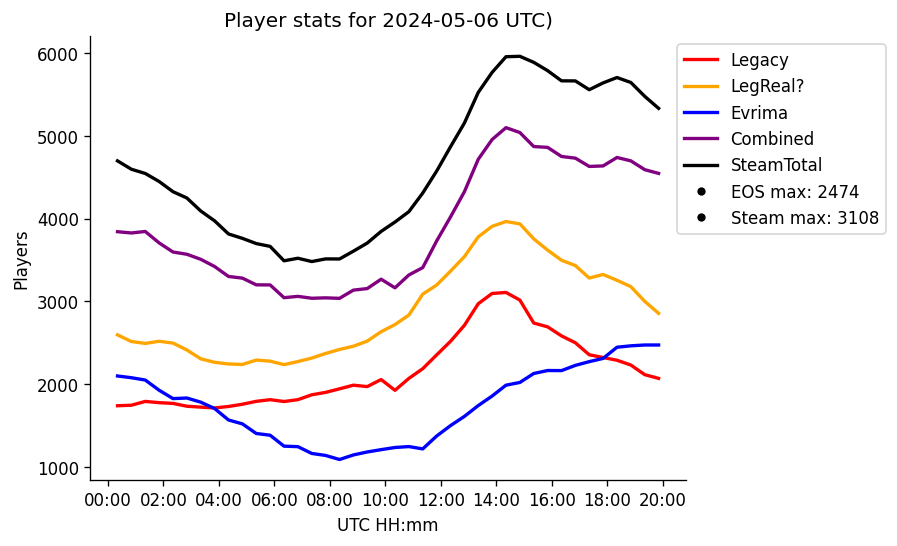 Player stats for 2024-05-06 UTC)
Players
6000
5000
4000
3000
2000
1000
00:00 02:00 04:00 06:00 08:00 10:00 12:00 14:00 16:00 18:00 20:00
UTC HH:mm
Legacy
LegReal?
Evrima
Combined
SteamTotal
EOS max: 2474
Steam max: 3108